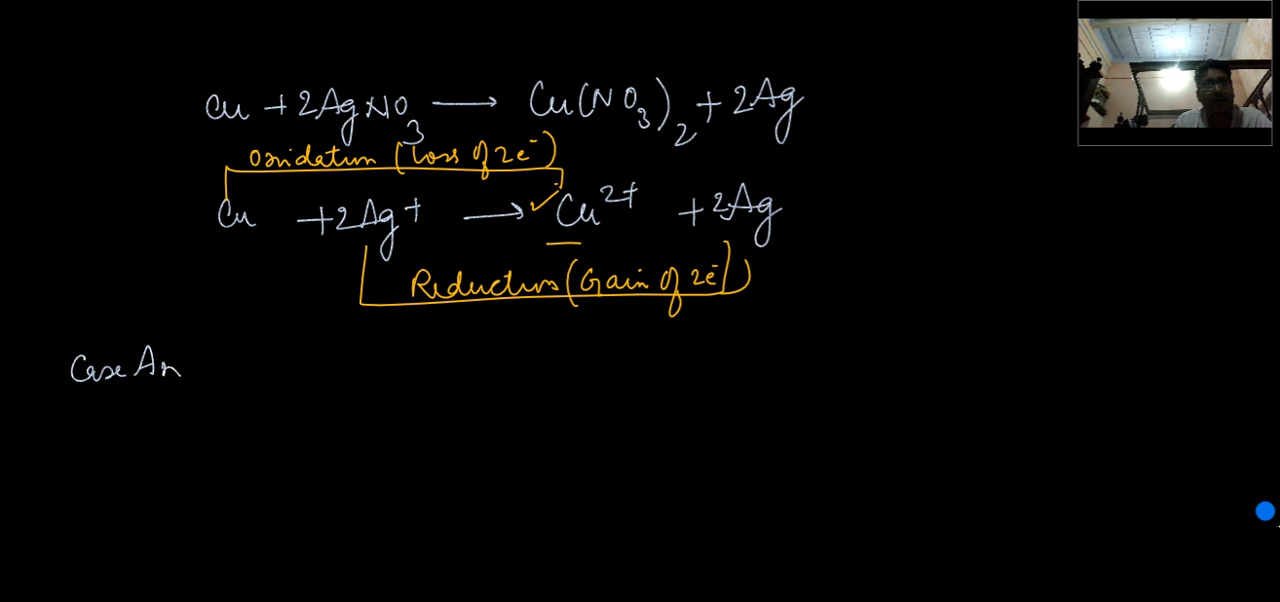 Cu + 2AgNO3 ⟶ Cu(NO3)2 + 2Ag
Oxidation (Loss of 2e⁻)
Cu + 2Ag⁺ ⟶ Cu²⁺ + 2Ag
Reduction (Gain of 2e⁻)
Case An